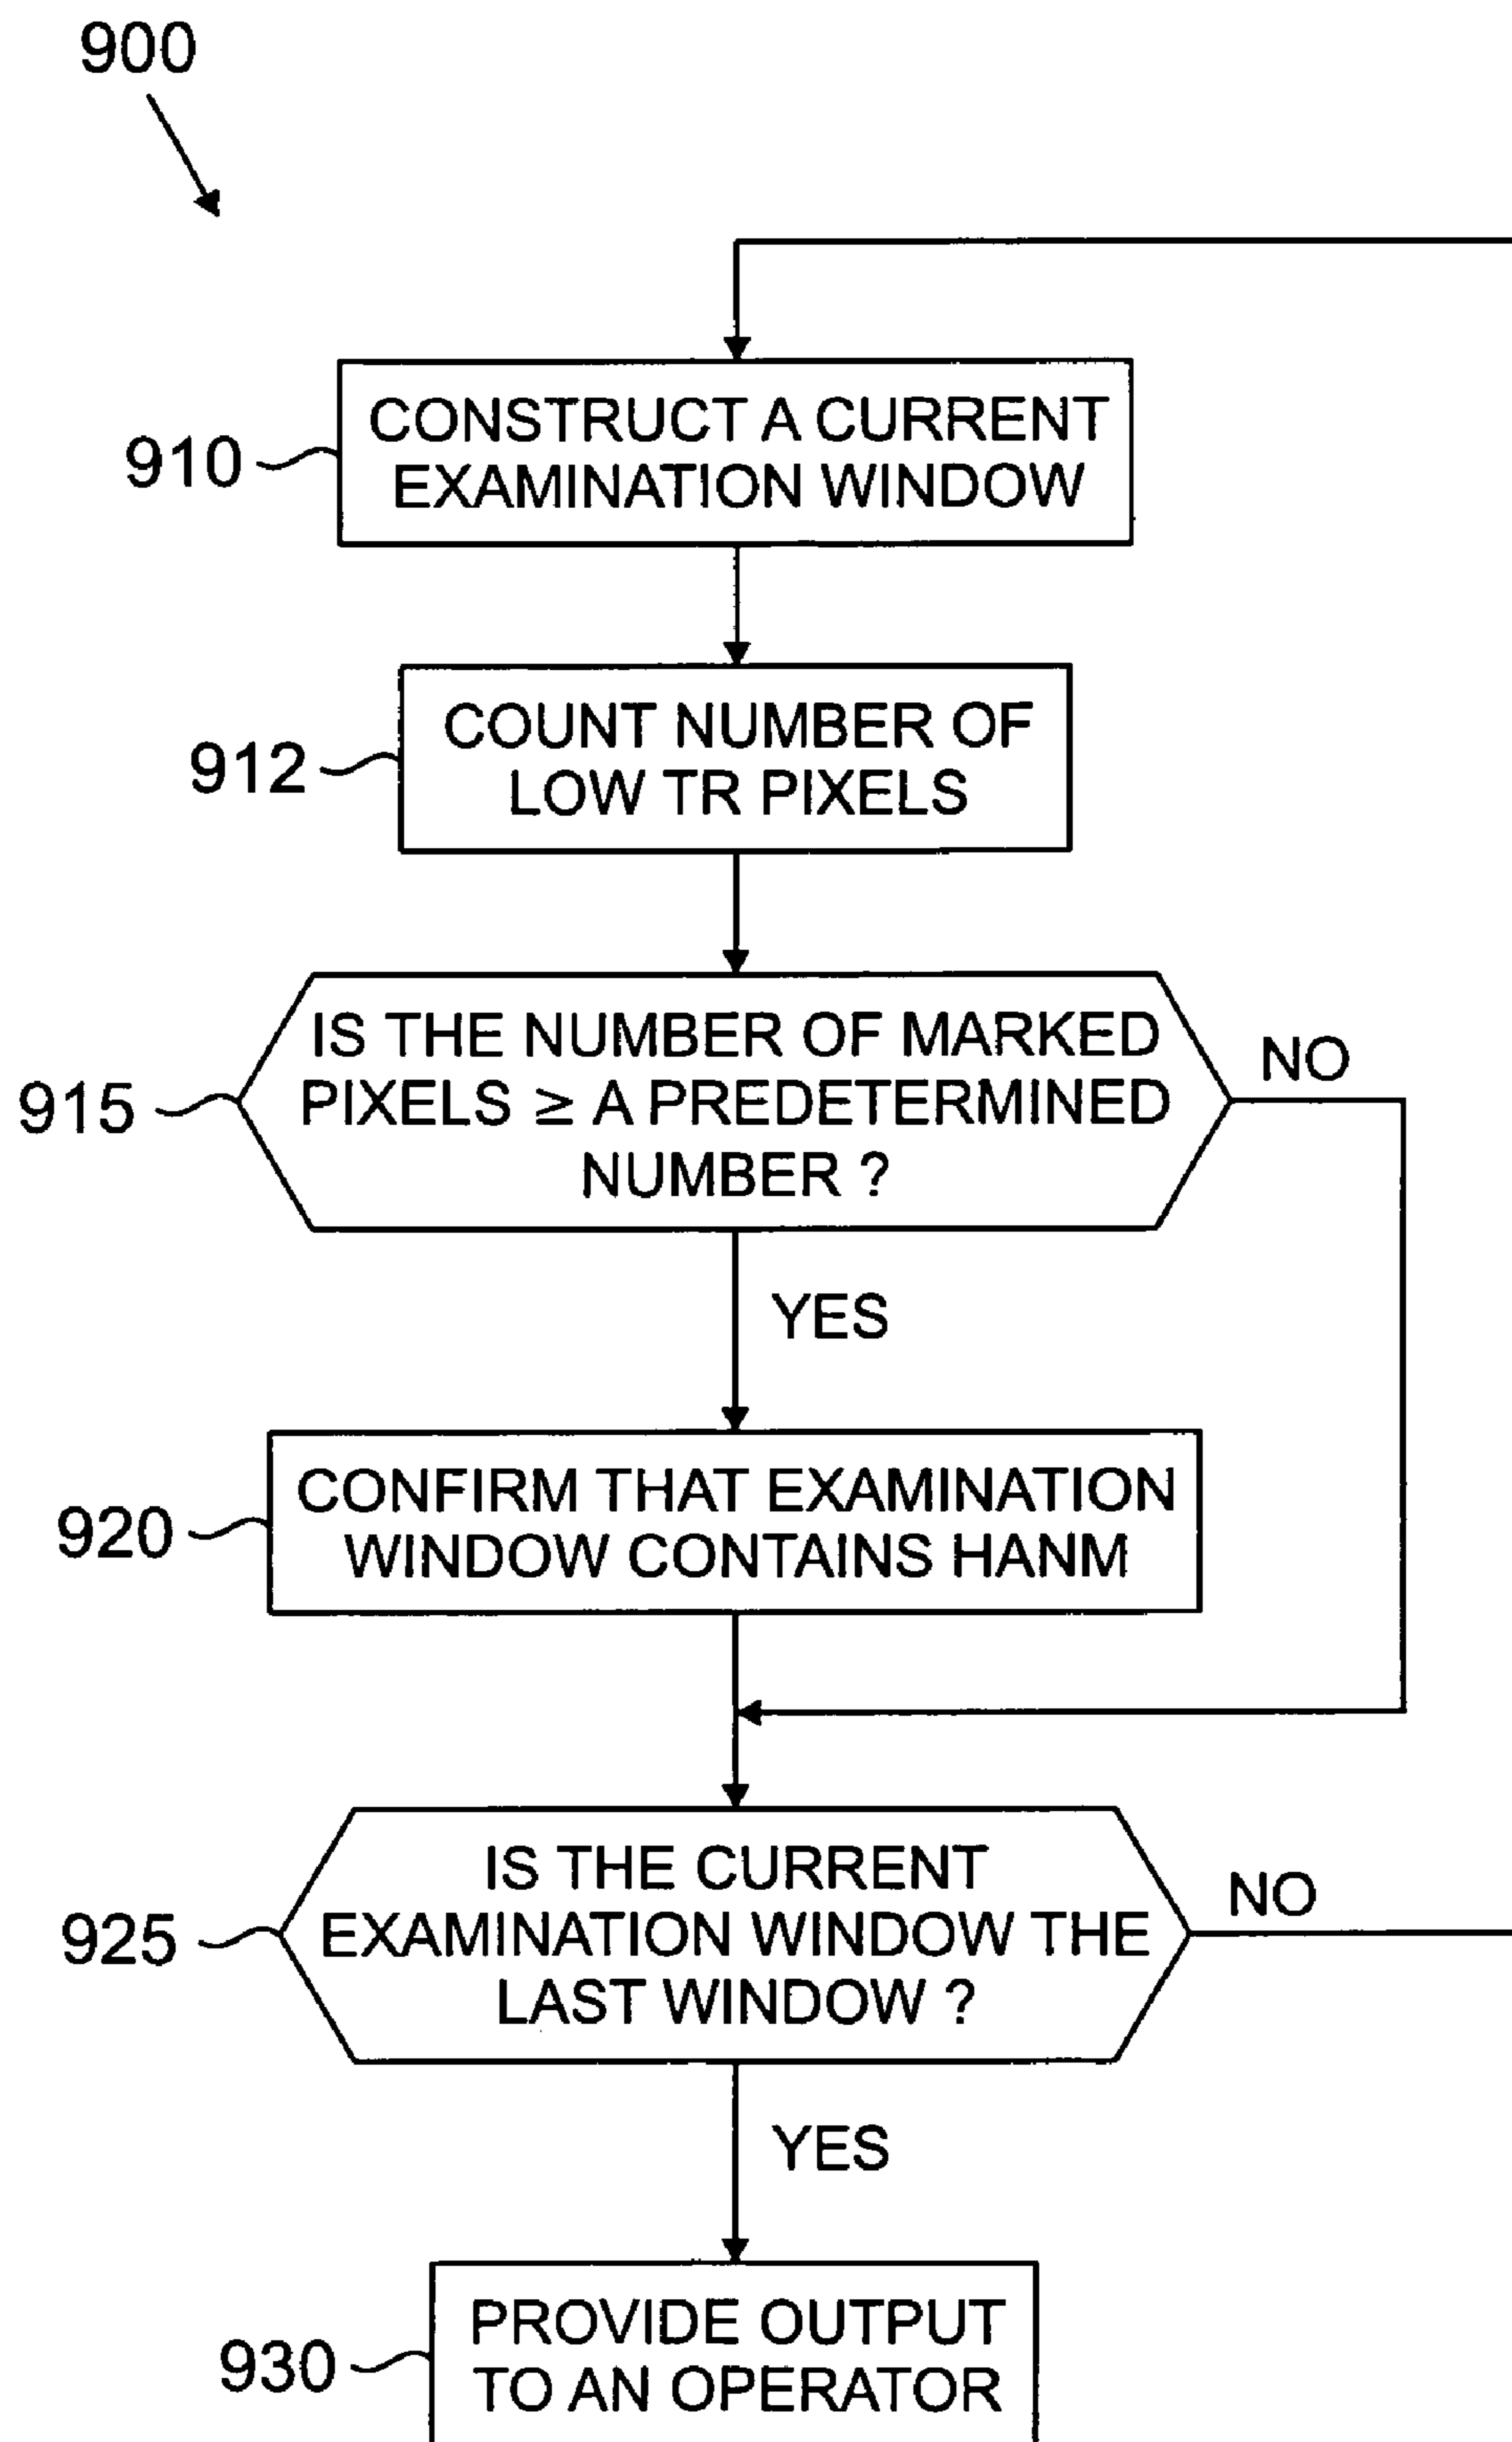 900
910
CONSTRUCT A CURRENT
EXAMINATION WINDOW
912
COUNT NUMBER OF
LOW TR PIXELS
915
IS THE NUMBER OF MARKED
PIXELS ≥ A PREDETERMINED
NUMBER ?
NO
YES
920
CONFIRM THAT EXAMINATION
WINDOW CONTAINS HANM
925
IS THE CURRENT
EXAMINATION WINDOW THE
LAST WINDOW ?
NO
YES
930
PROVIDE OUTPUT
TO AN OPERATOR